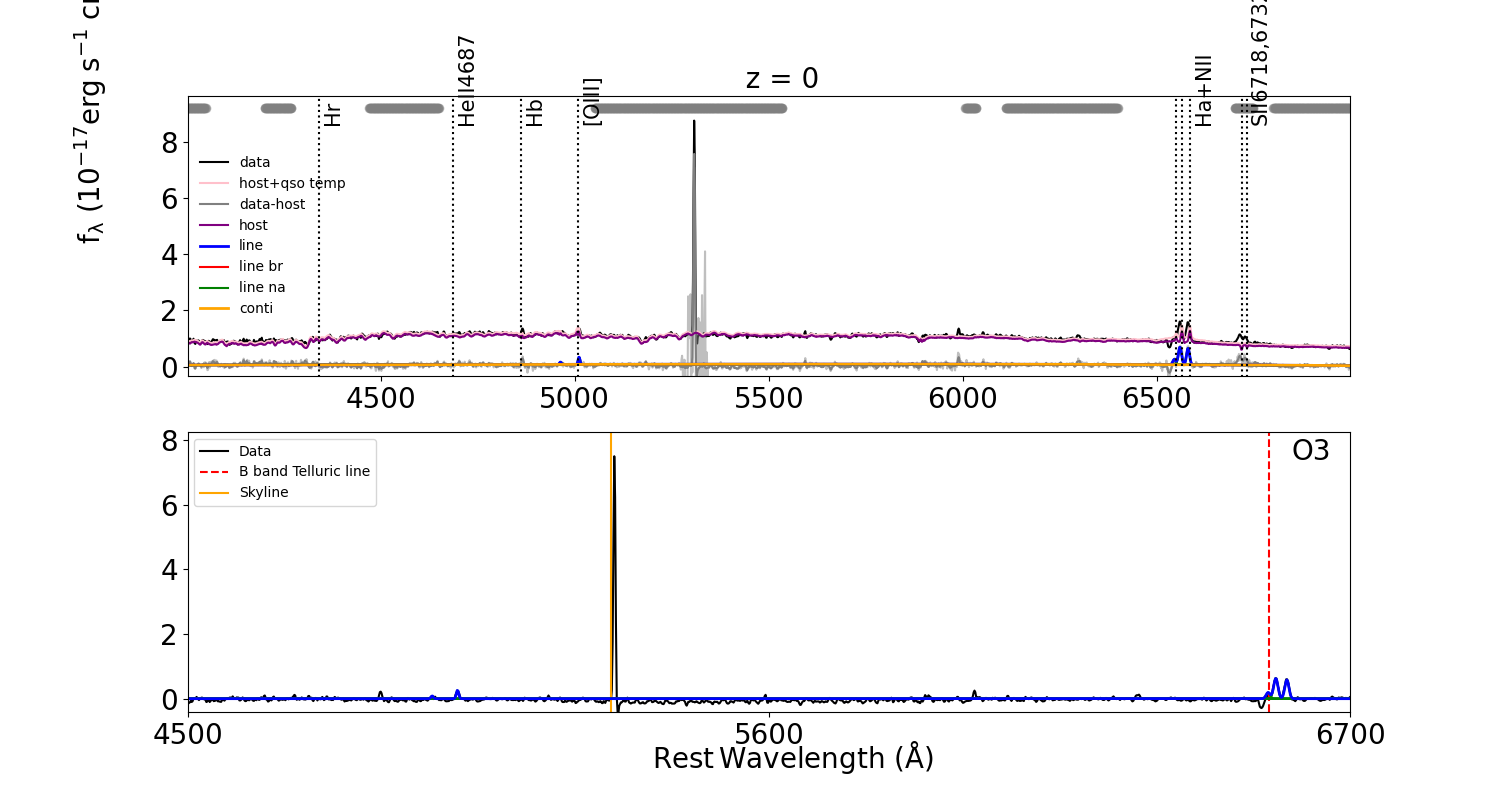 z = 0
f_λ (10^−17 erg s^−1
Hr
HeII4687
Hb
[OIII]
Ha+NII
SII6718,673
8
6
4
2
0
data
host+qso temp
data-host
host
line
line br
line na
conti
4500 5000 5500 6000 6500
8
6
4
2
0
Data
B band Telluric line
Skyline
O3
4500 5600 6700
Rest Wavelength (Å)